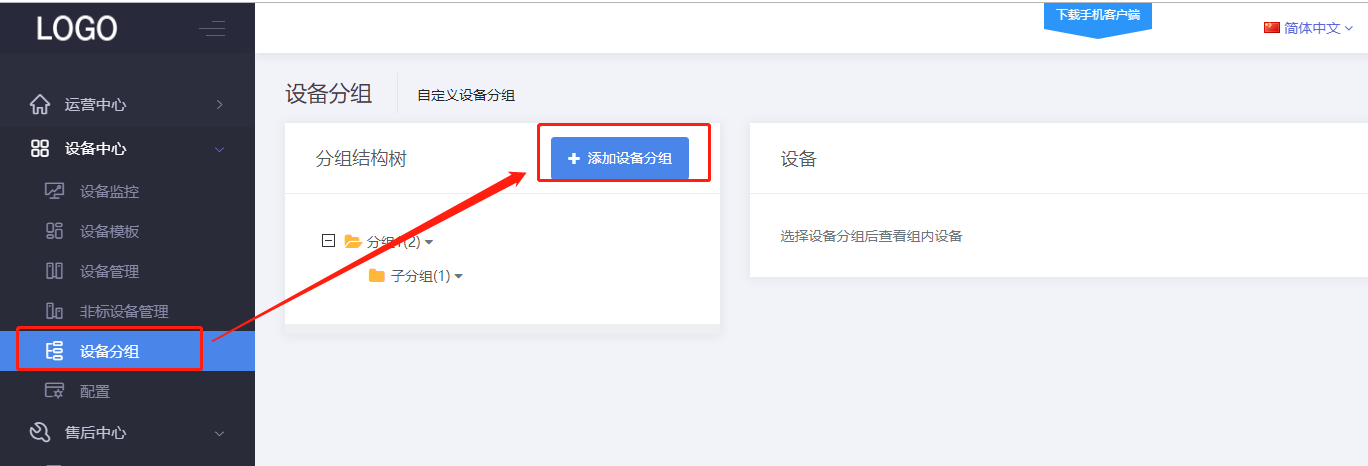 LOGO
下载手机客户端
简体中文
运营中心
设备中心
设备监控
设备模板
设备管理
非标设备管理
设备分组
配置
售后中心
设备分组
自定义设备分组
分组结构树
添加设备分组
分组1(2)
子分组(1)
设备
选择设备分组后查看组内设备